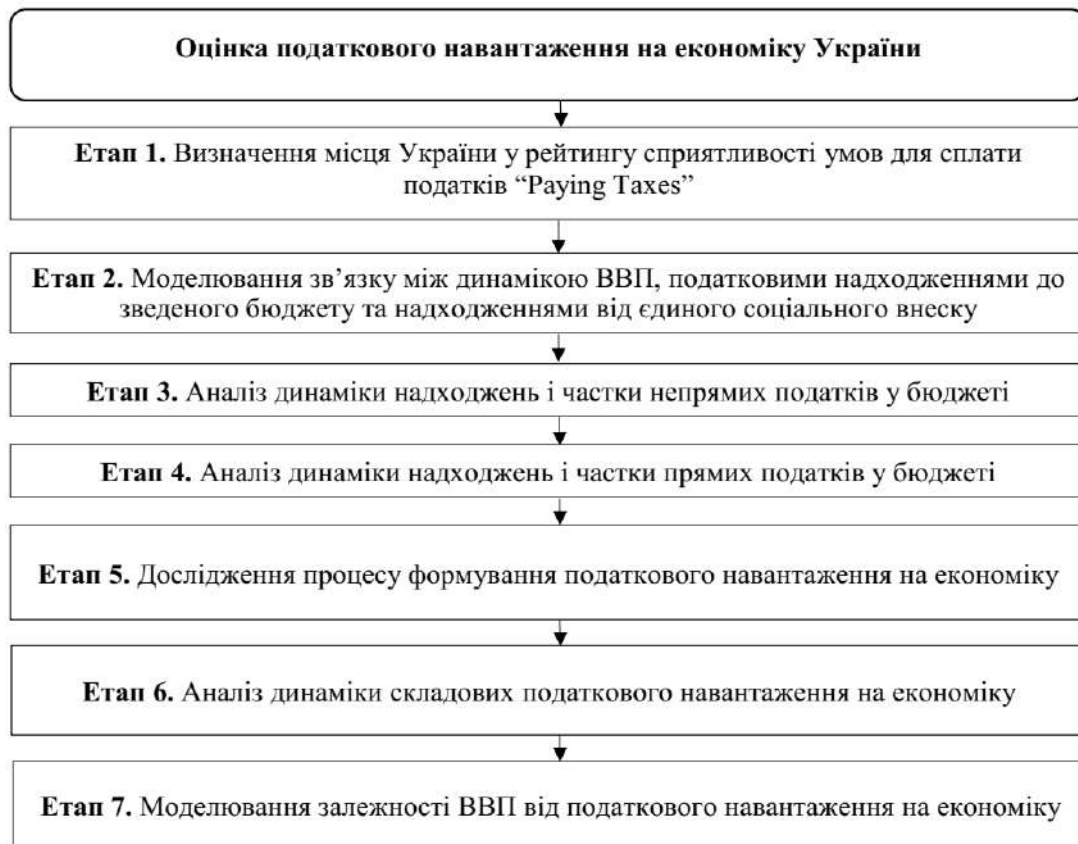 Оцінка податкового навантаження на економіку України
Етап 1. Визначення місця України у рейтингу сприятливості умов для сплати
податків “Paying Taxes”
Етап 2. Моделювання зв’язку між динамікою ВВП, податковими надходженнями до
зведеного бюджету та надходженнями від єдиного соціального внеску
Етап 3. Аналіз динаміки надходжень і частки непрямих податків у бюджеті
Етап 4. Аналіз динаміки надходжень і частки прямих податків у бюджеті
Етап 5. Дослідження процесу формування податкового навантаження на економіку
Етап 6. Аналіз динаміки складових податкового навантаження на економіку
Етап 7. Моделювання залежності ВВП від податкового навантаження на економіку